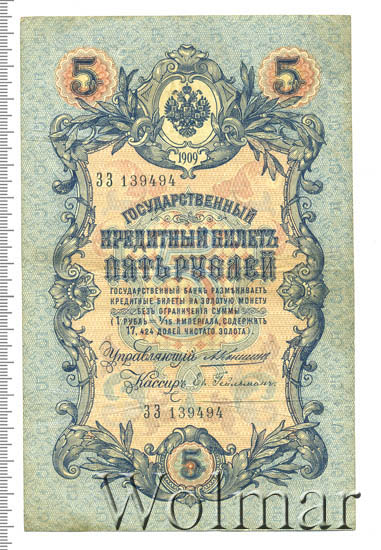 5 5
1909
ЗЗ 139494
ГОСУДАРСТВЕННЫЙ
КРЕДИТНЫЙ БИЛЕТЪ
ПЯТЬ РУБЛЕЙ
ГОСУДАРСТВЕННЫЙ БАНКЪ РАЗМѢНИВАЕТЪ
КРЕДИТНЫЕ БИЛЕТЫ НА ЗОЛОТУЮ МОНЕТУ
БЕЗЪ ОГРАНИЧЕНІЯ СУММЫ
(1 РУБЛЬ = 1/15 ИМПЕРІАЛА, СОДЕРЖИТЪ
17,424 ДОЛЕЙ ЧИСТАГО ЗОЛОТА).
Управляющій
Кассиръ
ЗЗ 139494
5
Wolmar